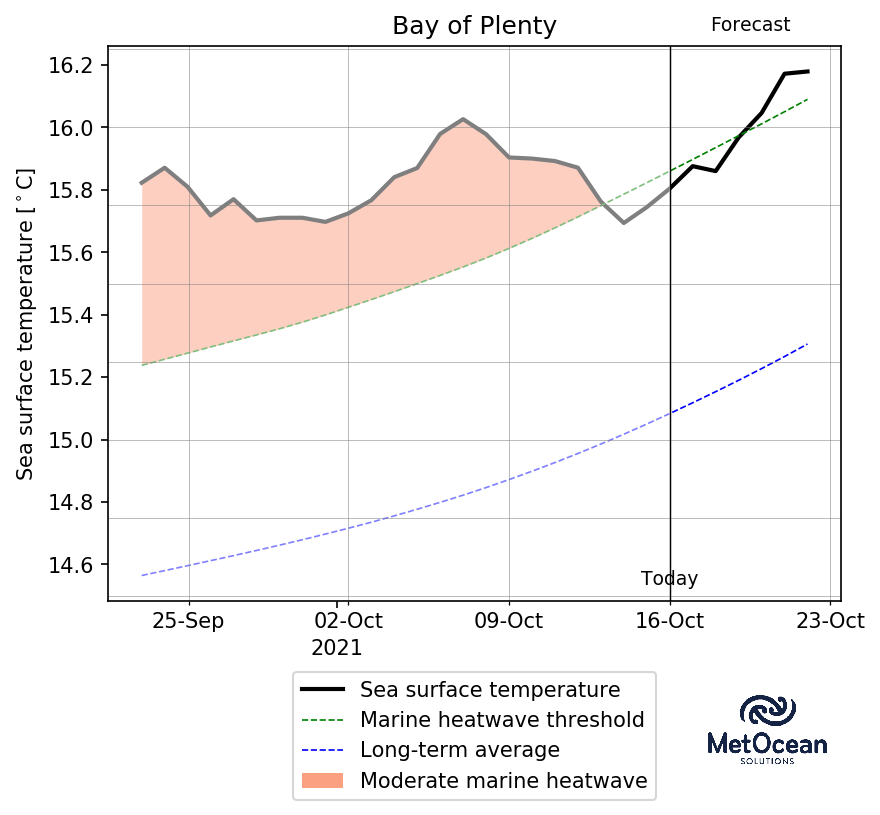 Bay of Plenty
Forecast
Sea surface temperature [°C]
16.2
16.0
15.8
15.6
15.4
15.2
15.0
14.8
14.6
Today
25-Sep
02-Oct
09-Oct
16-Oct
23-Oct
2021
Sea surface temperature
Marine heatwave threshold
Long-term average
Moderate marine heatwave
MetOcean
SOLUTIONS